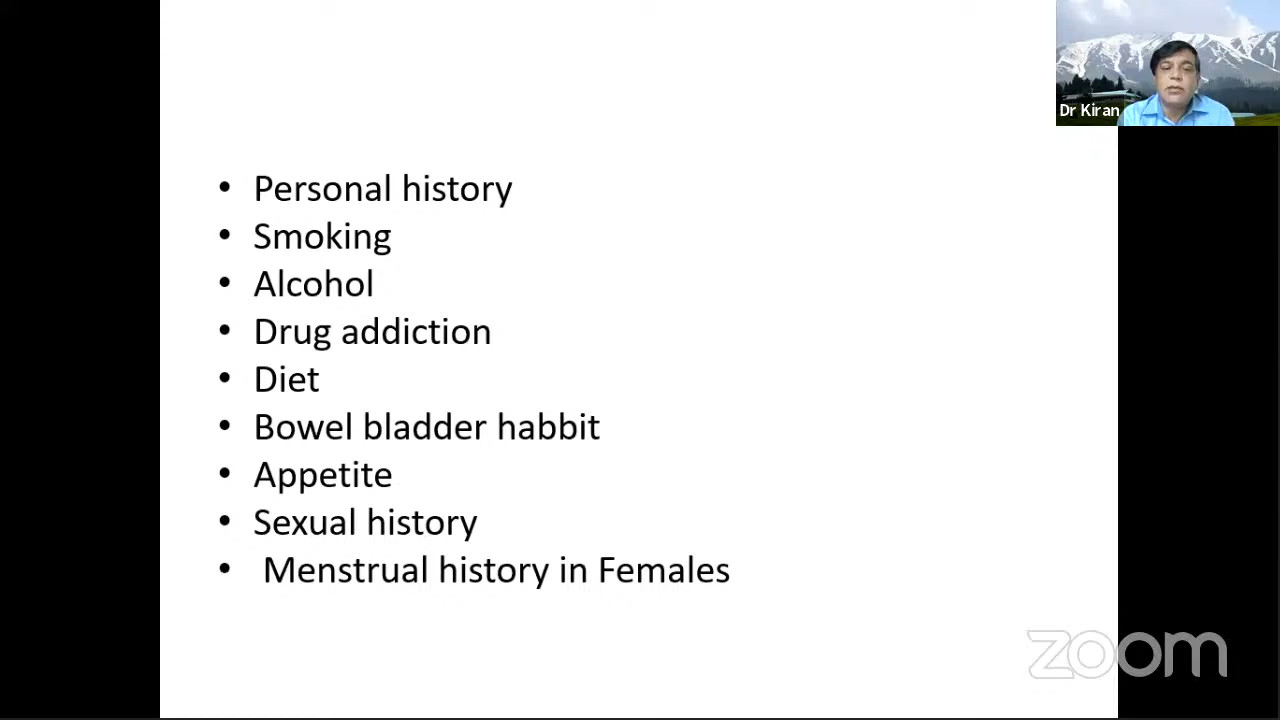 Dr Kiran
• Personal history
• Smoking
• Alcohol
• Drug addiction
• Diet
• Bowel bladder habbit
• Appetite
• Sexual history
• Menstrual history in Females
zoom